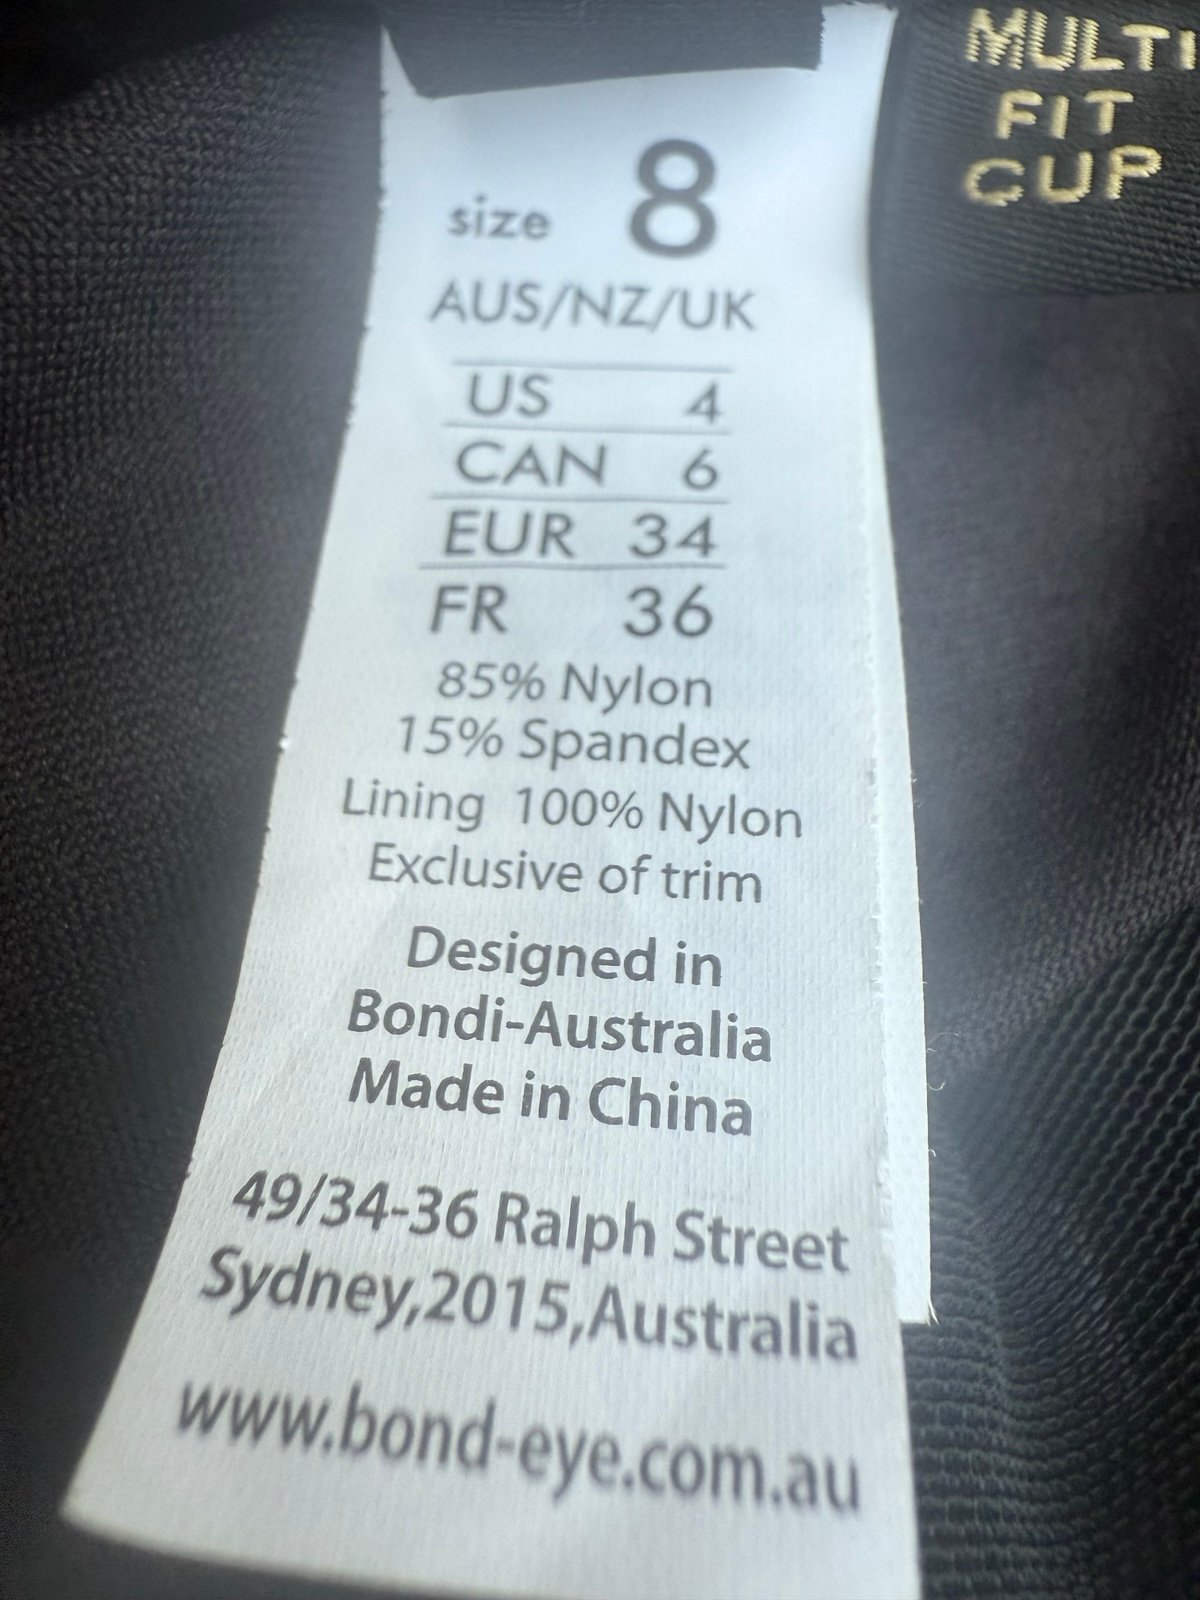 MULTI
FIT
CUP
size 8
AUS/NZ/UK
US 4
CAN 6
EUR 34
FR 36
85% Nylon
15% Spandex
Lining 100% Nylon
Exclusive of trim
Designed in
Bondi-Australia
Made in China
49/34-36 Ralph Street
Sydney,2015,Australia
www.bond-eye.com.au